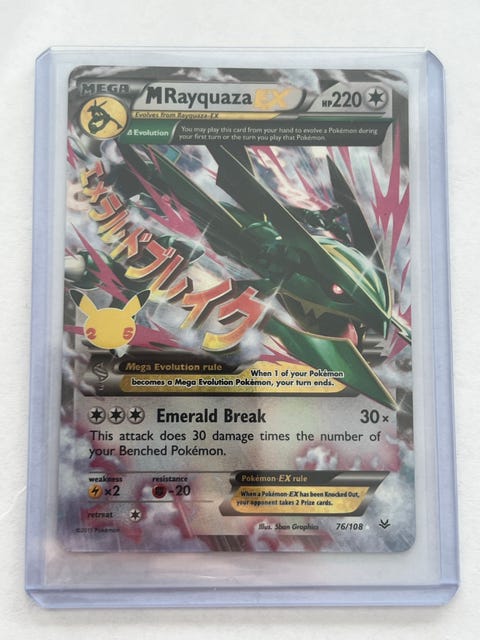 MEGA
MRayquaza EX
HP220
Evolves from Rayquaza-EX
Δ Evolution
You may play this card from your hand to evolve a Pokémon during
your first turn or the turn you play that Pokémon.
エメラルドブレイク
25
Mega Evolution rule
When 1 of your Pokémon
becomes a Mega Evolution Pokémon, your turn ends.
Emerald Break 30×
This attack does 30 damage times the number of
your Benched Pokémon.
weakness
×2
resistance
-20
retreat
Pokémon-EX rule
When a Pokémon-EX has been Knocked Out,
your opponent takes 2 Prize cards.
©2015 Pokémon
Illus. 5ban Graphics
76/108